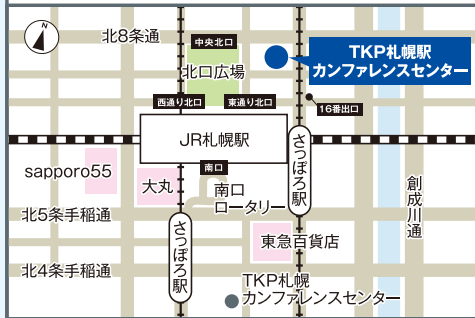 N
北8条通
中央北口
TKP札幌駅
カンファレンスセンター
北口広場
西通り北口
東通り北口
16番出口
JR札幌駅
さっぽろ駅
sapporo55
大丸
南口
南口
ロータリー
創成川通
北5条手稲通
さっぽろ駅
東急百貨店
北4条手稲通
TKP札幌
カンファレンスセンター